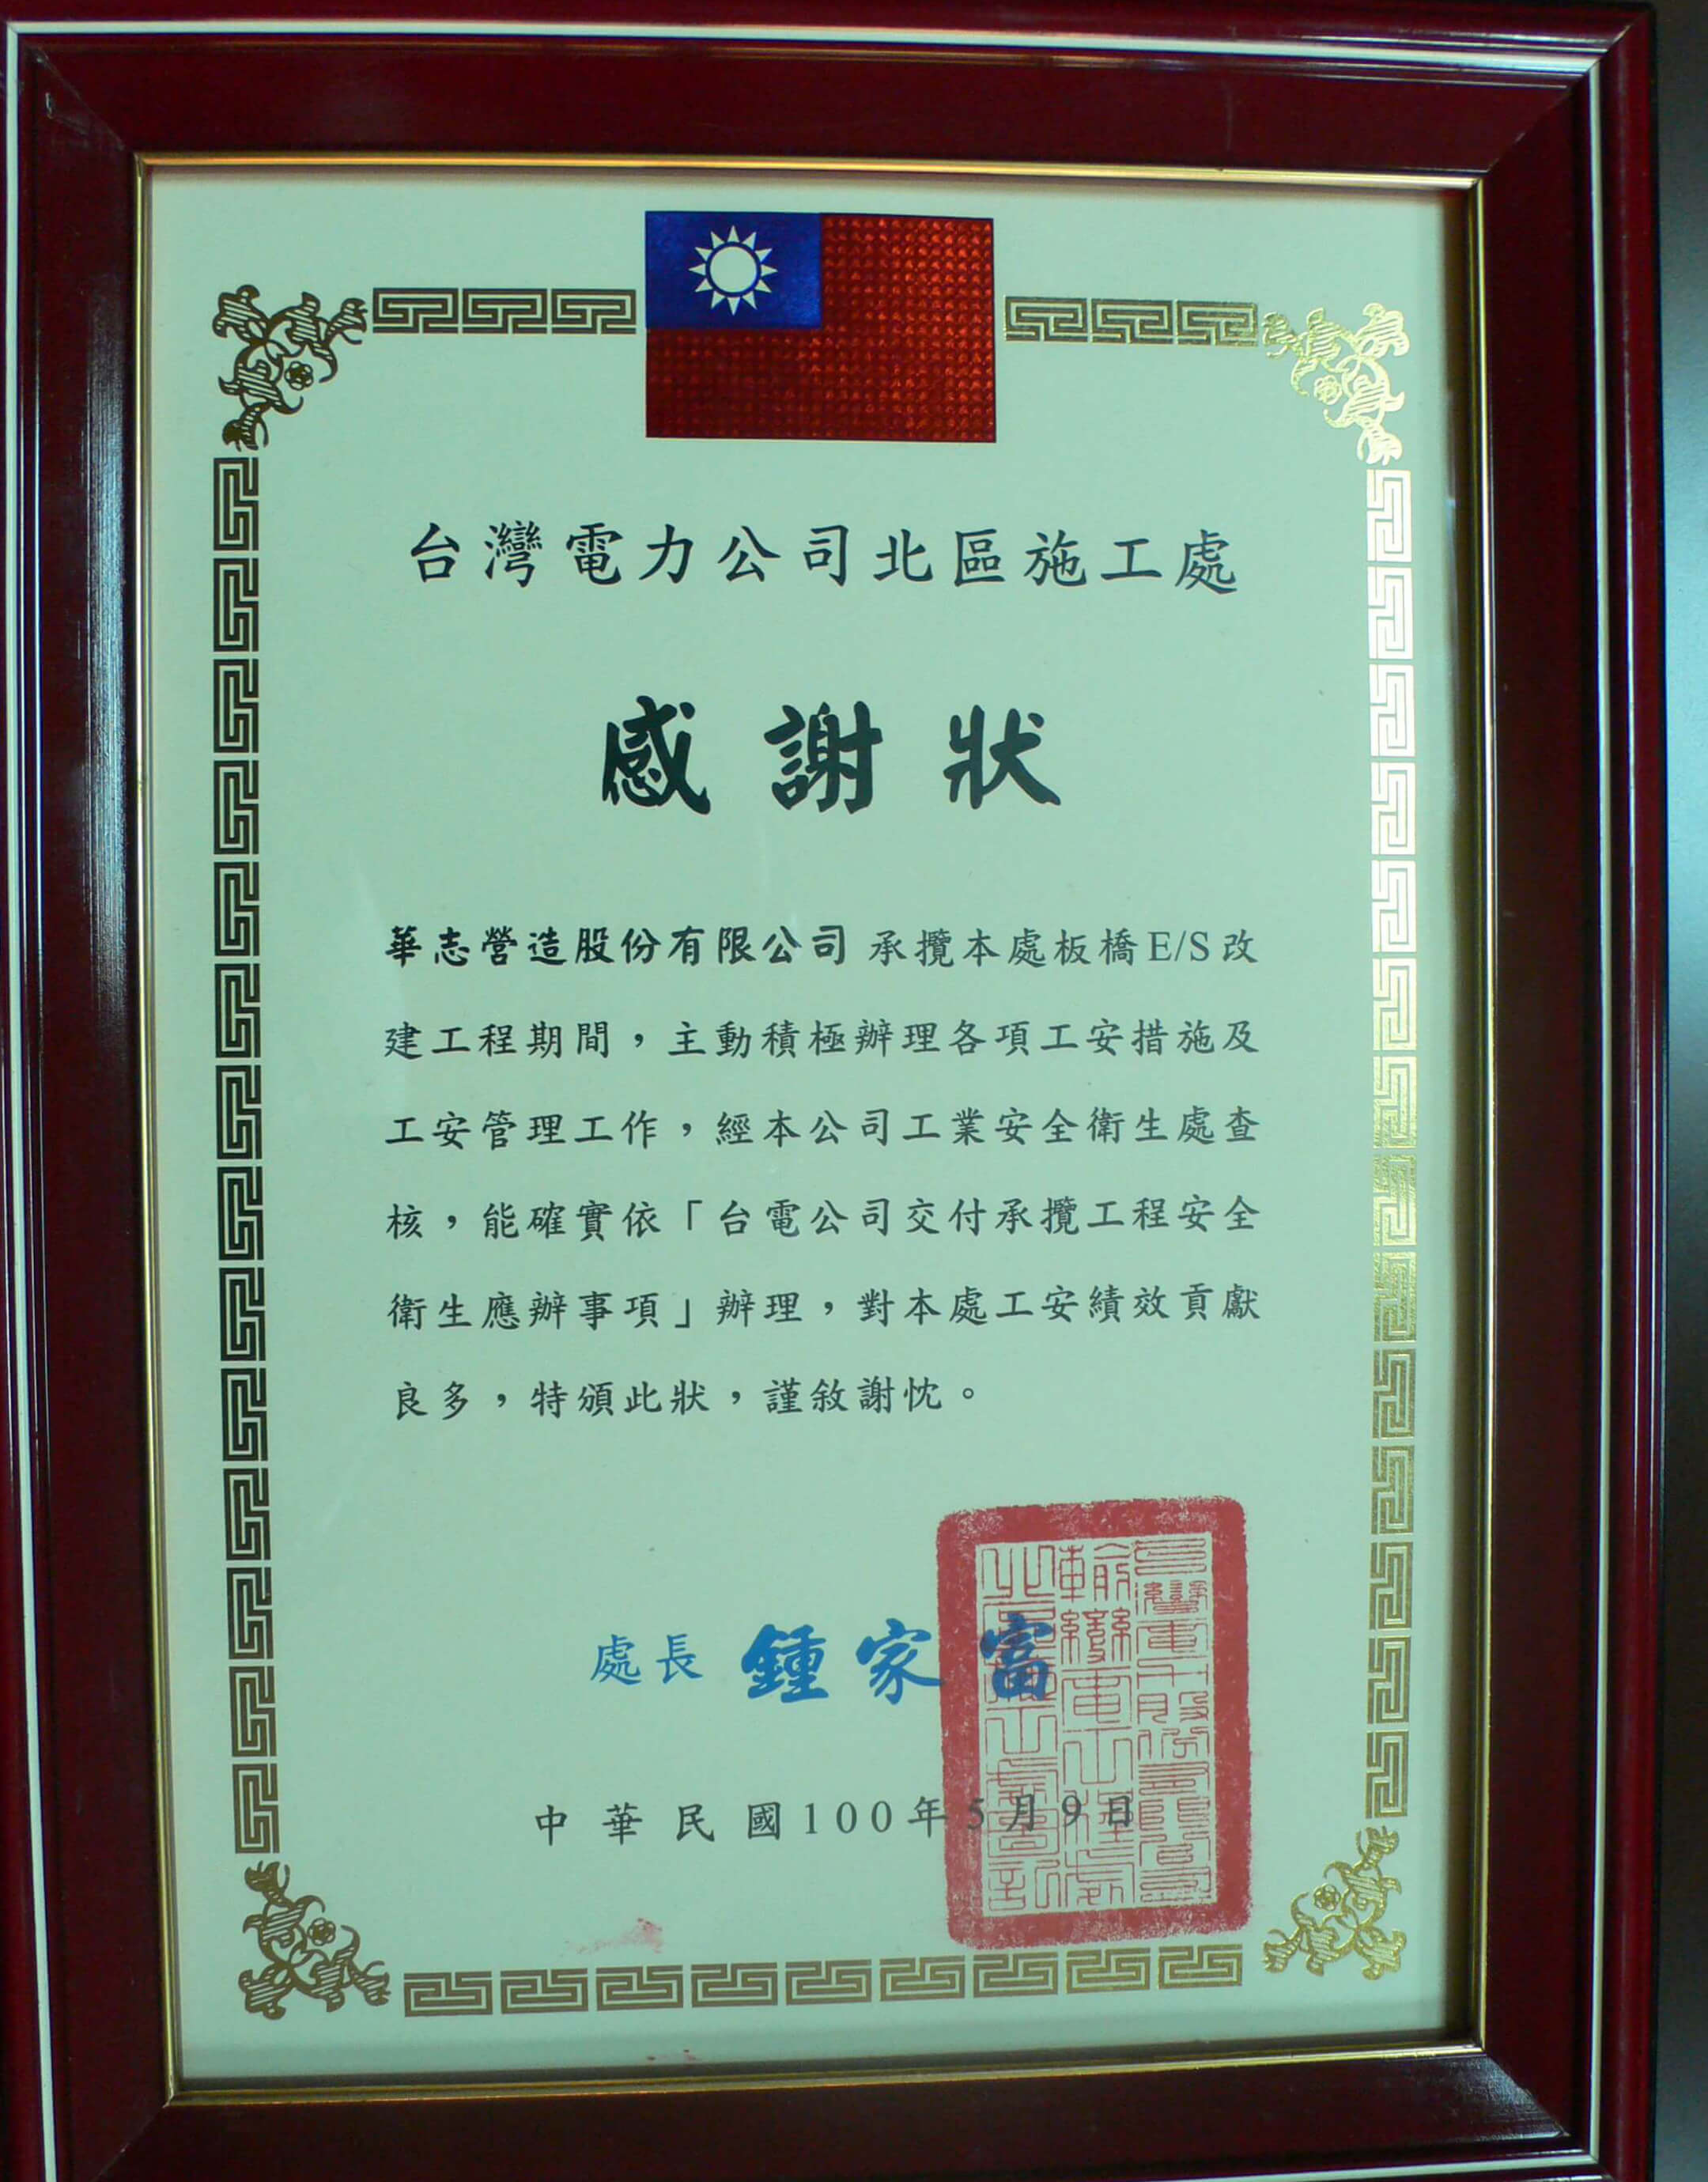 台灣電力公司北區施工處
感謝狀
華志營造股份有限公司 承攬本處板橋E/S改
建工程期間，主動積極辦理各項工安措施及
工安管理工作，經本公司工業安全衛生處查
核，能確實依「台電公司交付承攬工程安全
衛生應辦事項」辦理，對本處工安績效貢獻
良多，特頒此狀，謹敘謝忱。
處長 鍾家富
中華民國100年5月9日